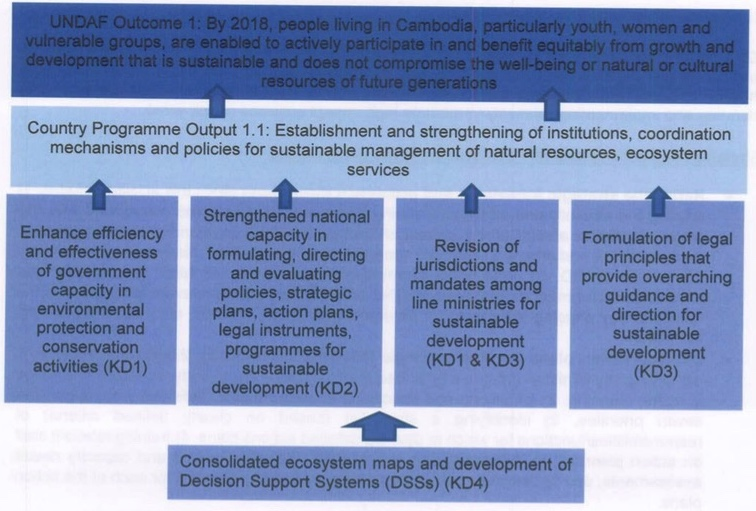 UNDAF Outcome 1: By 2018, people living in Cambodia, particularly youth, women and
vulnerable groups, are enabled to actively participate in and benefit equitably from growth and
development that is sustainable and does not compromise the well-being or natural or cultural
resources of future generations
Country Programme Output 1.1: Establishment and strengthening of institutions, coordination
mechanisms and policies for sustainable management of natural resources, ecosystem
services
Enhance efficiency
and effectiveness
of government
capacity in
environmental
protection and
conservation
activities (KD1)
Strengthened national
capacity in
formulating, directing
and evaluating
policies, strategic
plans, action plans,
legal instruments,
programmes for
sustainable
development (KD2)
Revision of
jurisdictions and
mandates among
line ministries for
sustainable
development
(KD1 & KD3)
Formulation of legal
principles that
provide overarching
guidance and
direction for
sustainable
development
(KD3)
Consolidated ecosystem maps and development of
Decision Support Systems (DSSs) (KD4)